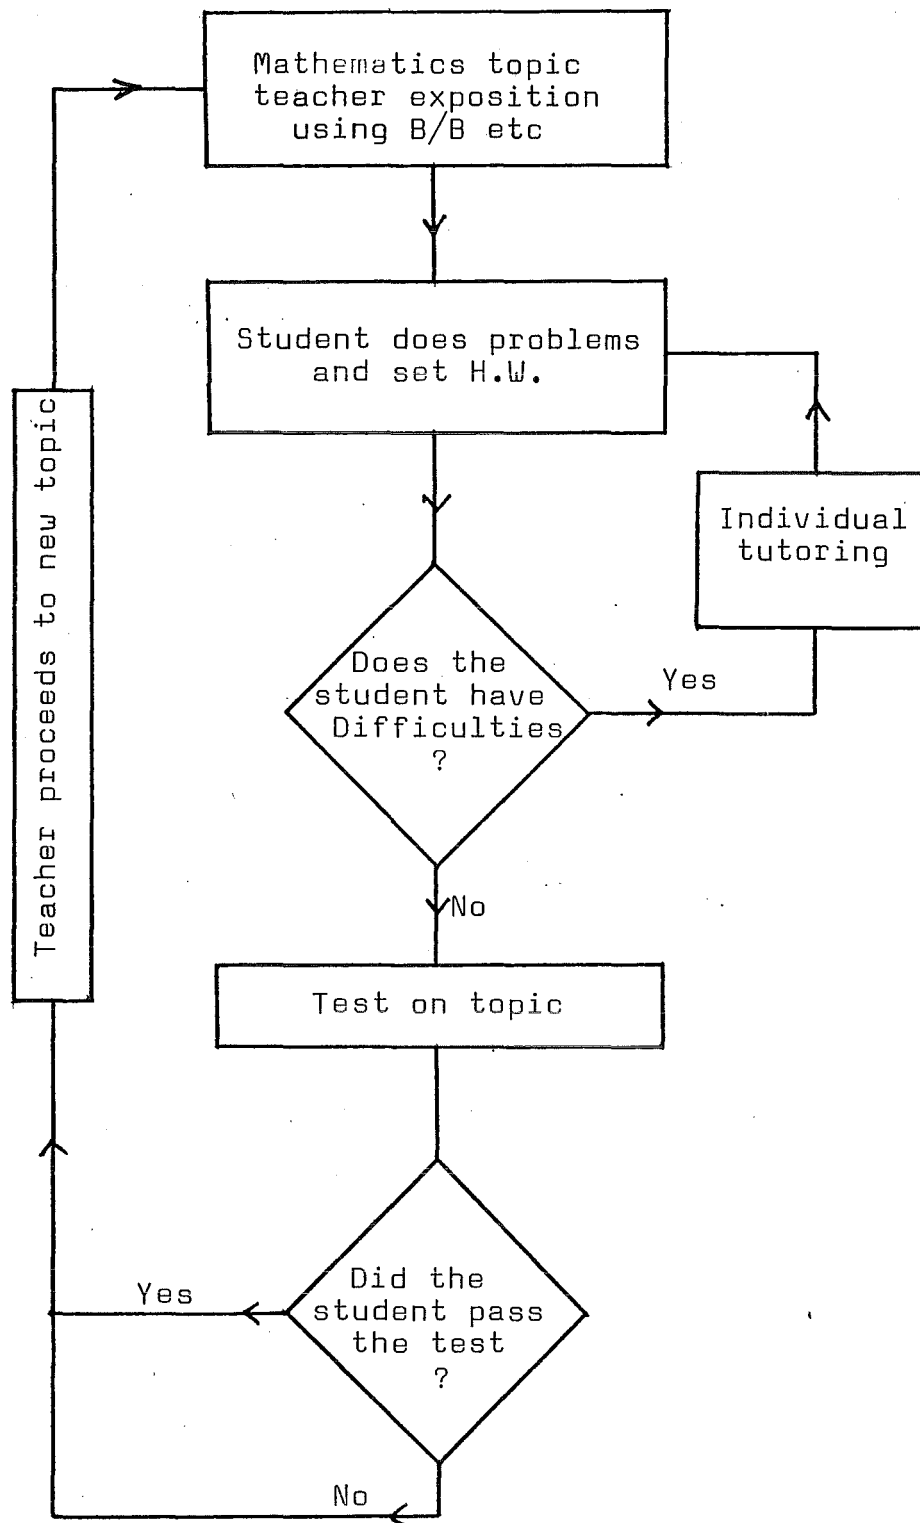 Mathematics topic
teacher exposition
using B/B etc
Student does problems
and set H.W.
Individual
tutoring
Does the
student have
Difficulties
?
Yes
No
Teacher proceeds to new topic
Test on topic
Did the
student pass
the test
?
Yes
No